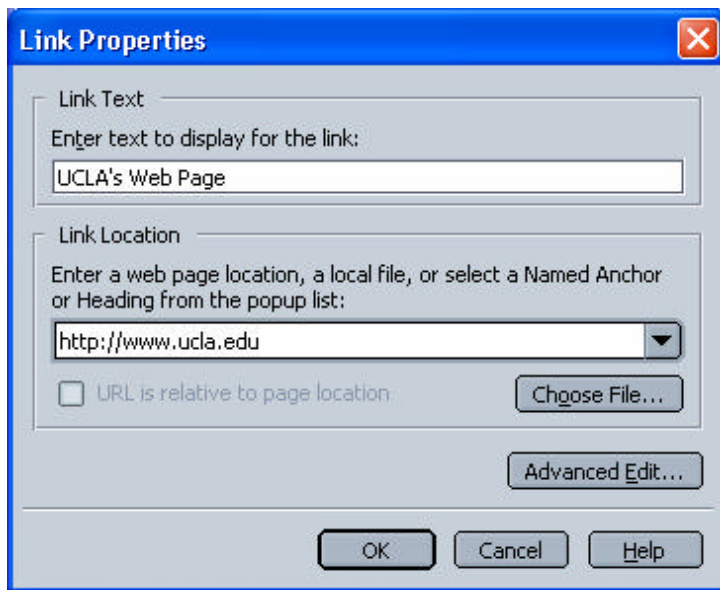 Link Properties
Link Text
Enter text to display for the link:
UCLA's Web Page
Link Location
Enter a web page location, a local file, or select a Named Anchor
or Heading from the popup list:
http://www.ucla.edu
URL is relative to page location
Choose File...
Advanced Edit...
OK
Cancel
Help